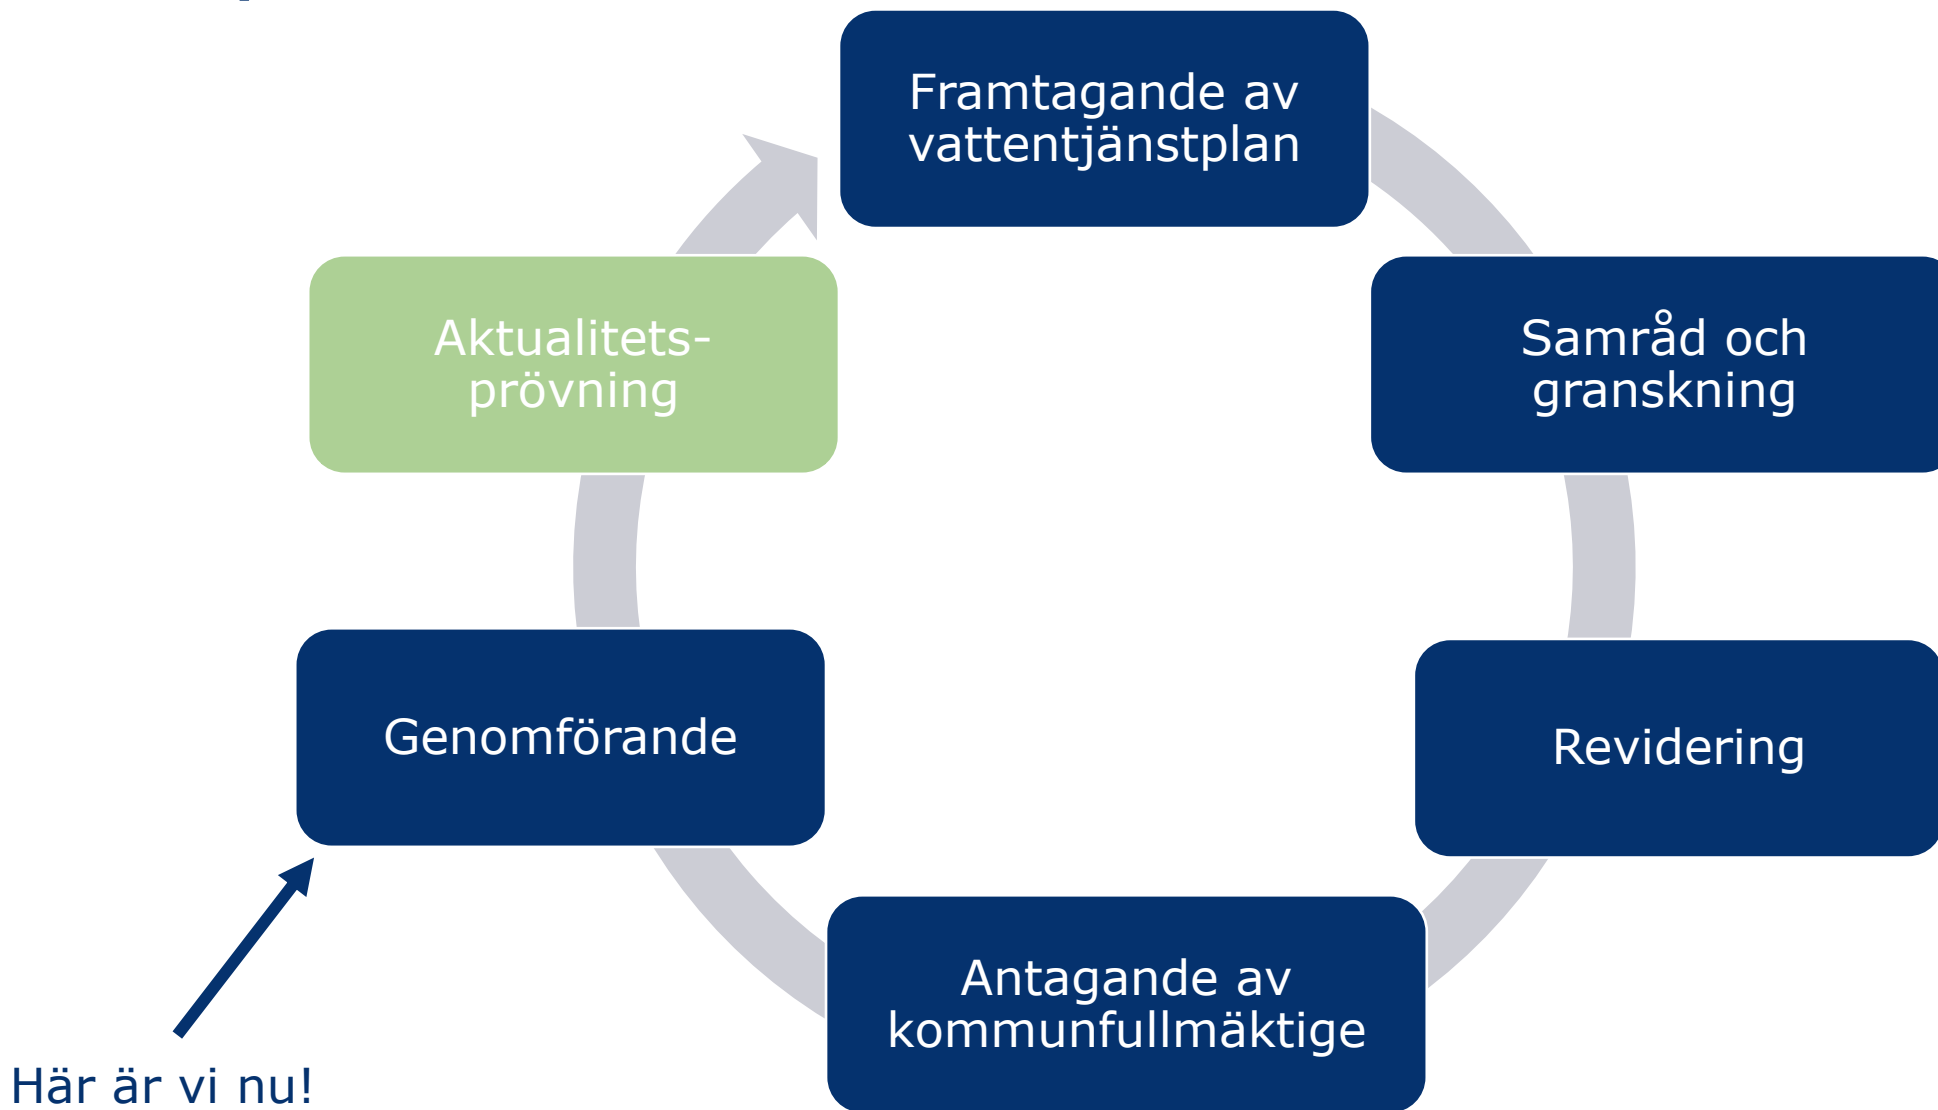 Framtagande av
vattentjänstplan
Samråd och
granskning
Revidering
Antagande av
kommunfullmäktige
Genomförande
Aktualitets-
prövning
Här är vi nu!